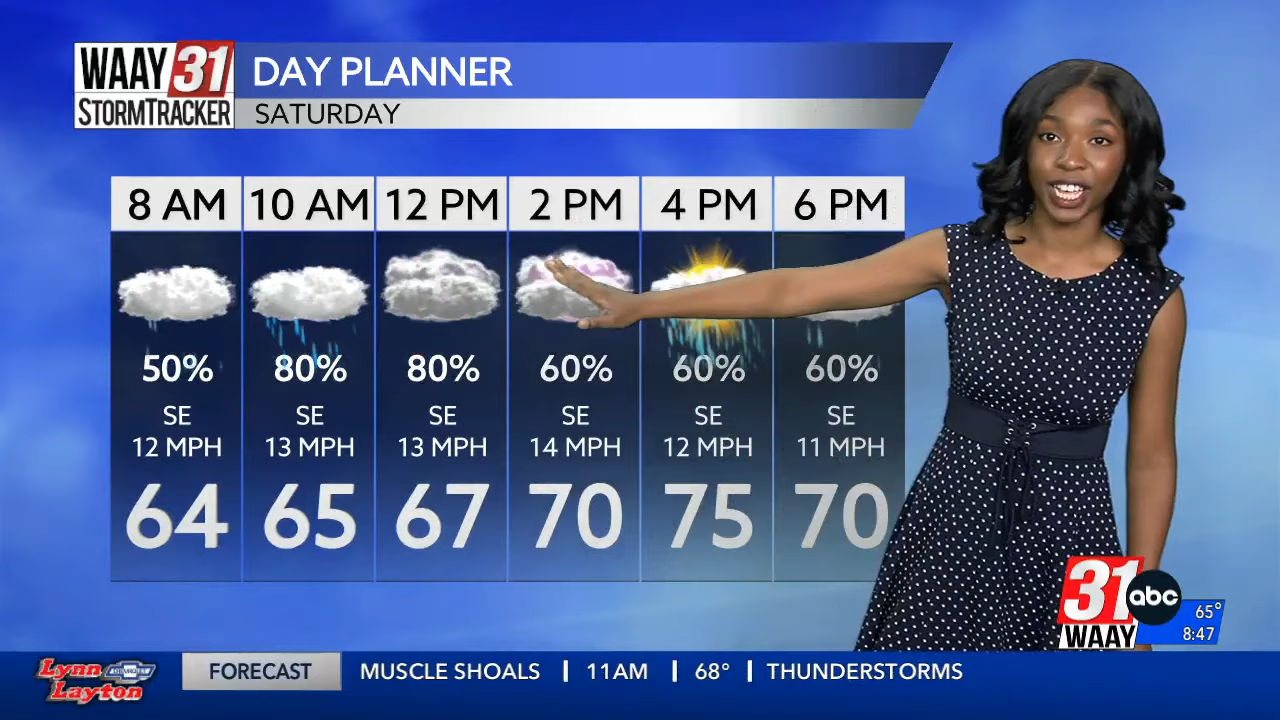 WAAY 31
STORMTRACKER
DAY PLANNER
SATURDAY
8 AM 10 AM 12 PM 2 PM 4 PM 6 PM
50% 80% 80% 60% 60% 60%
SE SE SE SE SE SE
12 MPH 13 MPH 13 MPH 14 MPH 12 MPH 11 MPH
64 65 67 70 75 70
31 abc
WAAY
65°
8:47
Lynn CHEVROLET
Layton
FORECAST MUSCLE SHOALS | 11AM | 68° | THUNDERSTORMS